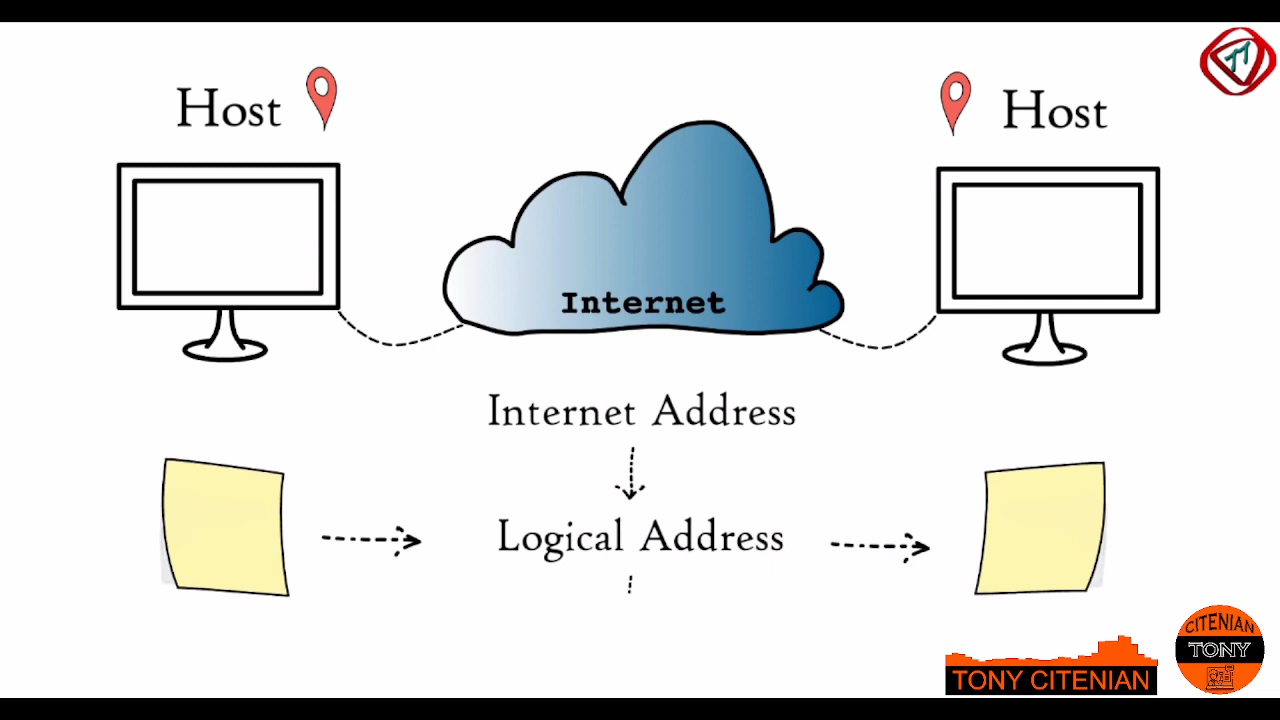 Host
Host
Internet
Internet Address
Logical Address
CITENIAN
TONY
TONY CITENIAN